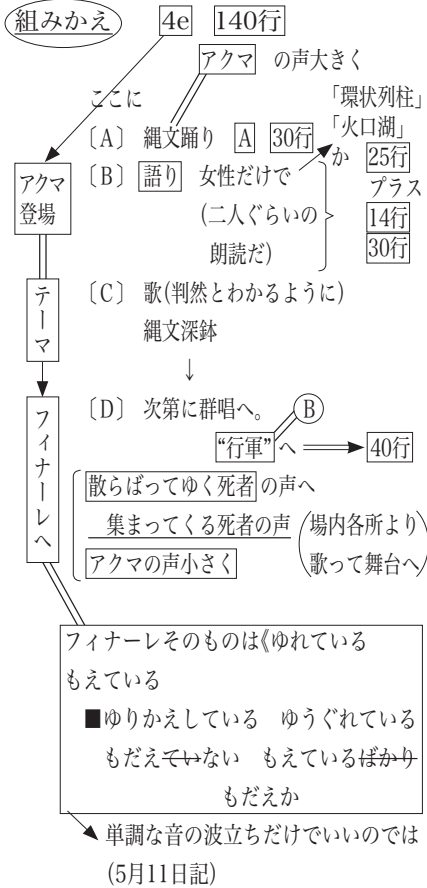 組みかえ 4e 140行
アクマ の声大きく
ここに
〔A〕 縄文踊り A 30行
「環状列柱」
「火口湖」
か 25行
プラス
14行
30行
アクマ
登場
〔B〕 語り 女性だけで
(二人ぐらいの
朗読だ)
テーマ
〔C〕 歌(判然とわかるように)
縄文深鉢
↓
フィナーレへ
〔D〕 次第に群唱へ。 B
“行軍”へ 40行
散らばってゆく死者の声へ
集まってくる死者の声
アクマの声小さく
(場内各所より
歌って舞台へ)
フィナーレそのものは《ゆれている
もえている
■ゆりかえしている ゆうぐれている
もだえていない もえているばかり
もだえか
単調な音の波立ちだけでいいのでは
(5月11日記)